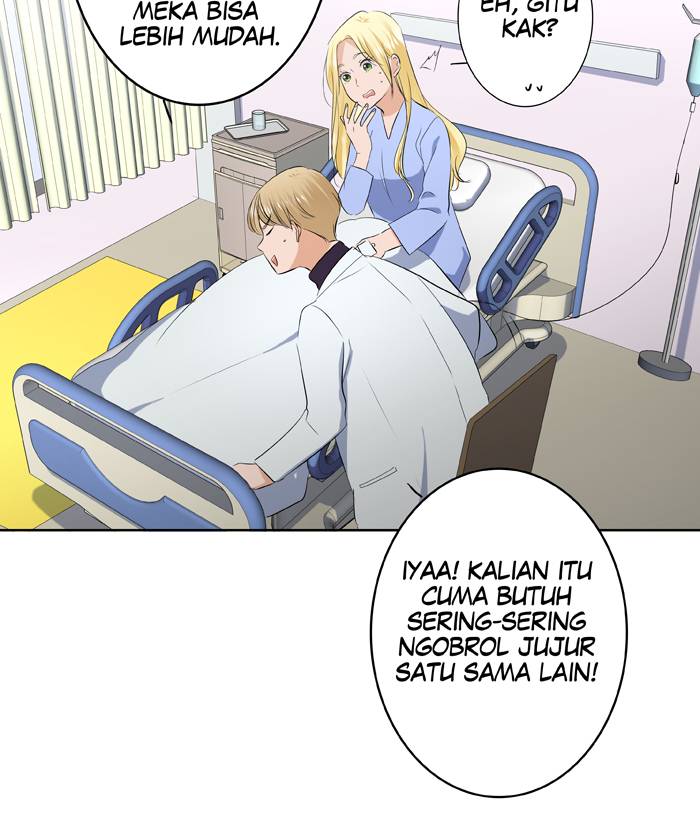 MEKA BISA
LEBIH MUDAH.
EH, GITU
KAK?
IYAA! KALIAN ITU
CUMA BUTUH
SERING-SERING
NGOBROL JUJUR
SATU SAMA LAIN!